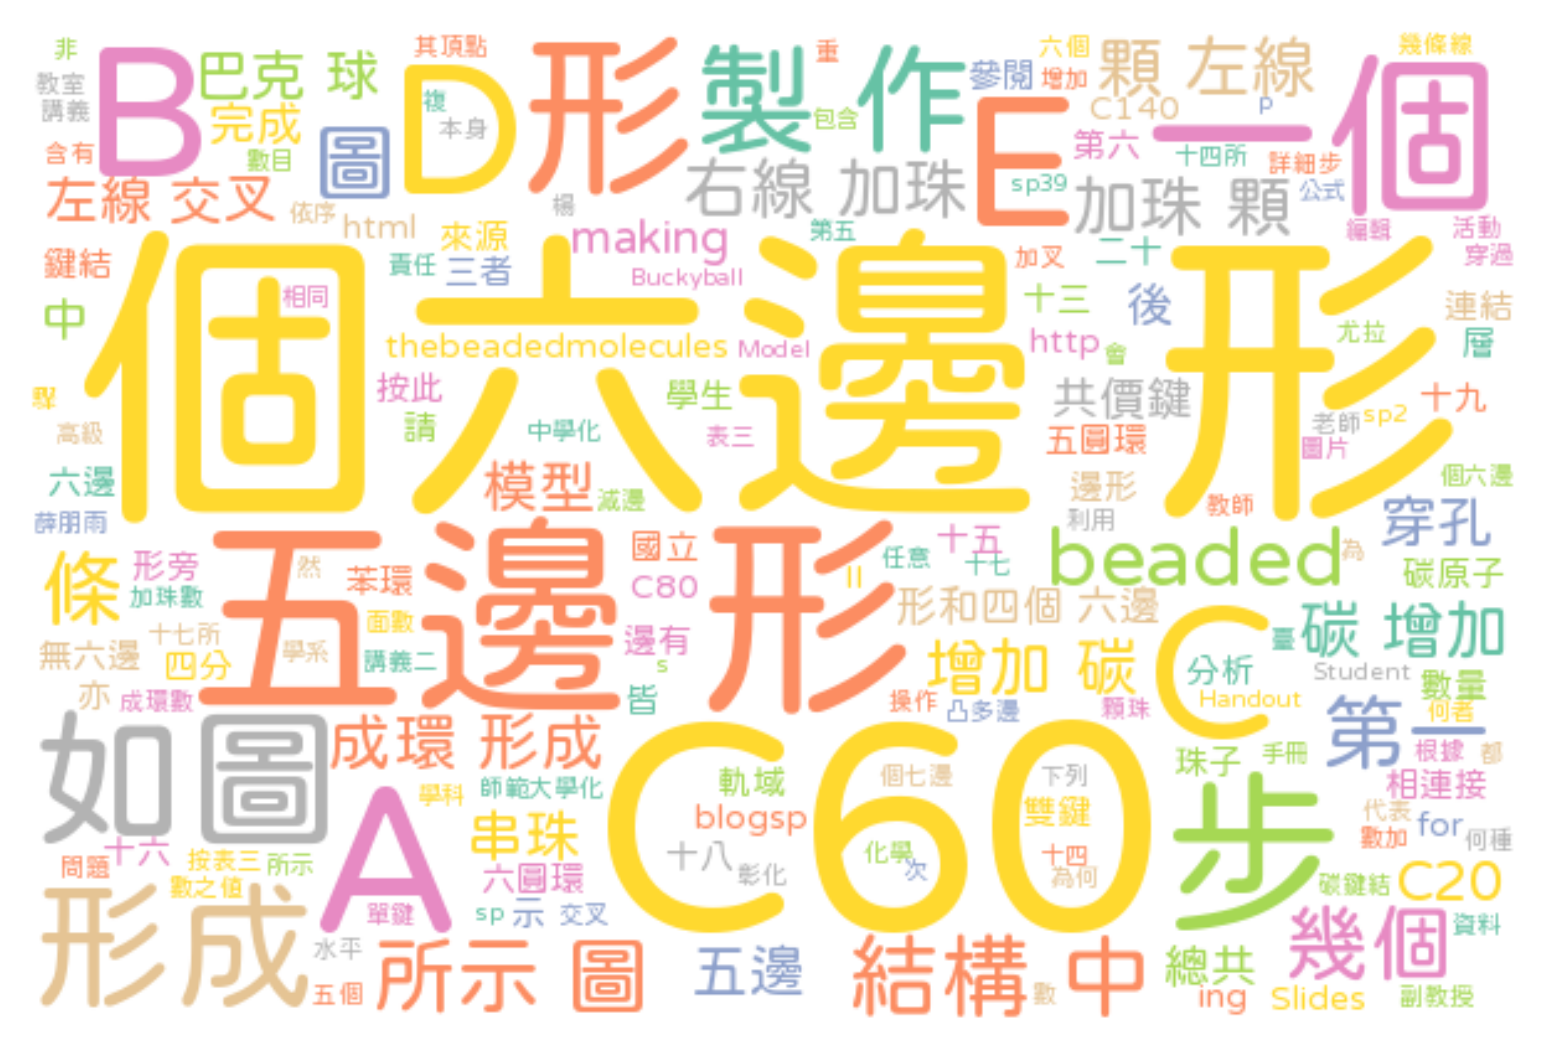 非
教室
講義
B
巴克 球
完成
數目
圖
其頂點
D
複
本身
形
製作
重
包含
參閱
六個
增加
顆 左線
幾條線
C140
P
一個
E
第六
十四所
詳細步
公式
sp39
含有
左線 交叉
依序
html
楊
右線 加珠
加珠 顆
編輯
活動
穿過
鍵結
來源
責任
三者
making
Buckyball
第五
加叉
二十
中
個六邊 形
相同
thebeadedmolecules
Model
十三
http
會
後
尤拉
連結
層
按此
請
學生
中學化
表三
共價鍵
五圓環
老師
sp2
圖片
十九
高級
六邊
薛朋雨
模型
減邊
邊形
利用
教師
個六邊
穿孔
條
形旁
加珠數
五邊 形
然
苯環
面數
國立
C80
II
任意
十五
十七
beaded
為
碳原子
形和四個 六邊
無六邊
十七所
四分
學系
講義二
邊有
s
皆
增加 碳
C
分析
臺
碳 增加
Student
Handout
數量
何者
亦
成環數
操作
凸多邊
顆珠
第一
根據
都
如圖
成環 形成
C60
軌域
個七邊
下列
珠子
手冊
相連接
師範大學化
學科
A
串珠
blogsp
雙鍵
步
代表
數加
for
何種
問題
十六
按表三
所示
數之值
六圓環
十八
彰化
化學
次
十四
為何
碳鍵結
C20
形成
單鍵
sp
示
交叉
水平
五個
所示 圖
五邊
結構 中
數
總共
ing
幾個
資料
Slides
副教授